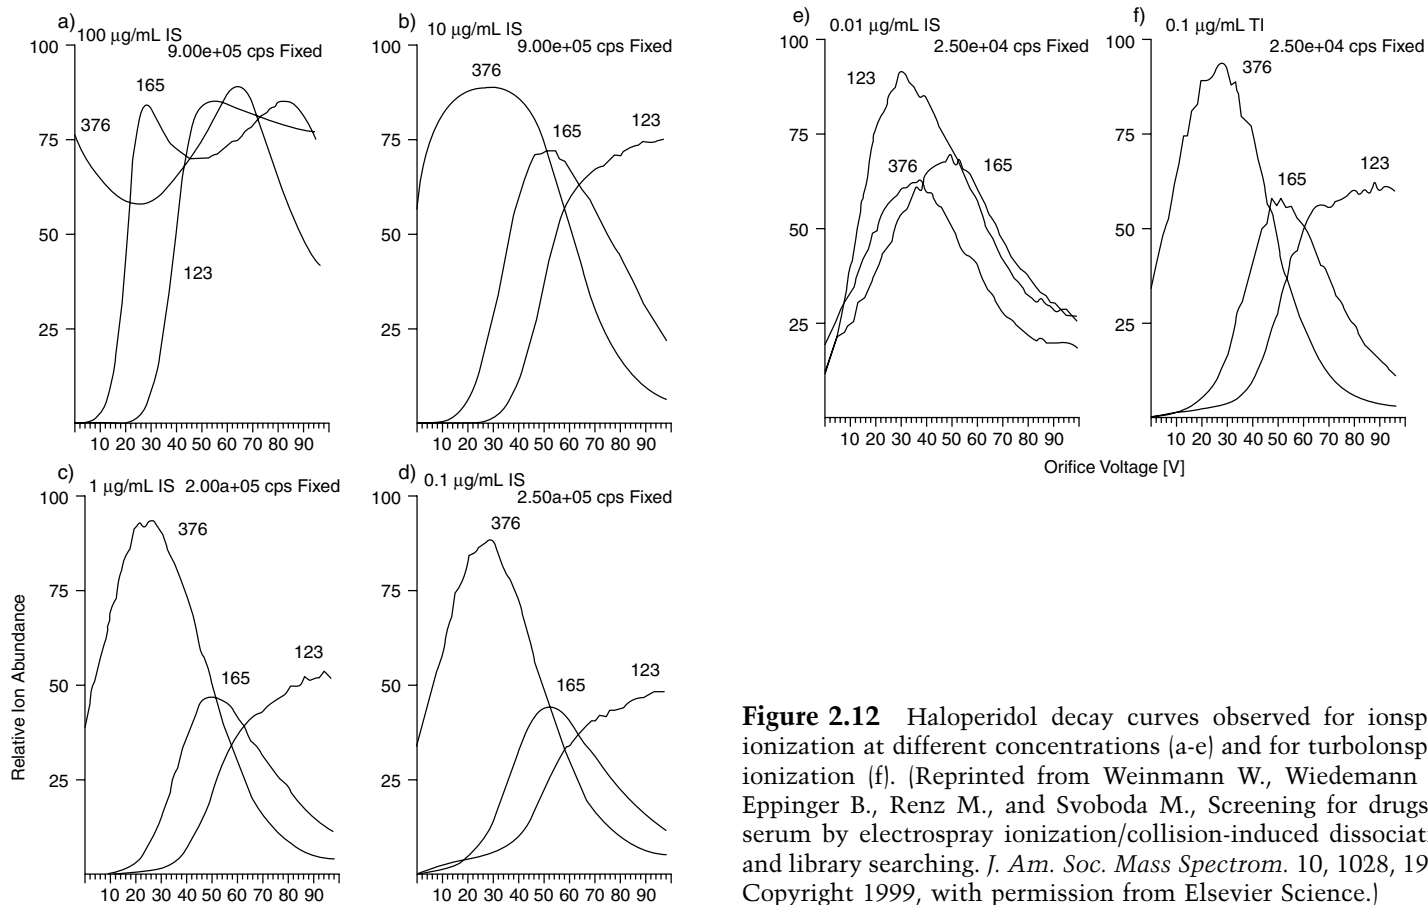 a)
100 µg/mL IS
9.00e+05 cps Fixed
100
75
50
25
376
165
123
10 20 30 40 50 60 70 80 90
b)
10 µg/mL IS
9.00e+05 cps Fixed
100
75
50
25
376
165
123
10 20 30 40 50 60 70 80 90
c)
1 µg/mL IS 2.00a+05 cps Fixed
100
75
50
25
376
165
123
10 20 30 40 50 60 70 80 90
d)
0.1 µg/mL IS
2.50a+05 cps Fixed
100
75
50
25
376
165
123
10 20 30 40 50 60 70 80 90
Relative Ion Abundance
e)
0.01 µg/mL IS
2.50e+04 cps Fixed
100
75
50
25
123
376
165
10 20 30 40 50 60 70 80 90
f)
0.1 µg/mL TI
2.50e+04 cps Fixed
100
75
50
25
376
165
123
10 20 30 40 50 60 70 80 90
Orifice Voltage [V]
Figure 2.12 Haloperidol decay curves observed for ionsp
ionization at different concentrations (a-e) and for turbolonsp
ionization (f). (Reprinted from Weinmann W., Wiedemann
Eppinger B., Renz M., and Svoboda M., Screening for drugs
serum by electrospray ionization/collision-induced dissociat
and library searching. J. Am. Soc. Mass Spectrom. 10, 1028, 19
Copyright 1999, with permission from Elsevier Science.)